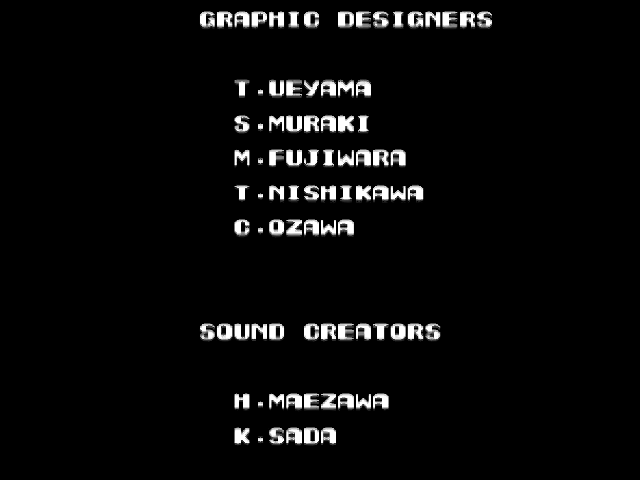 GRAPHIC DESIGNERS
T.UEYAMA
S.MURAKI
M.FUJIWARA
T.NISHIKAWA
C.OZAWA
SOUND CREATORS
H.MAEZAWA
K.SADA